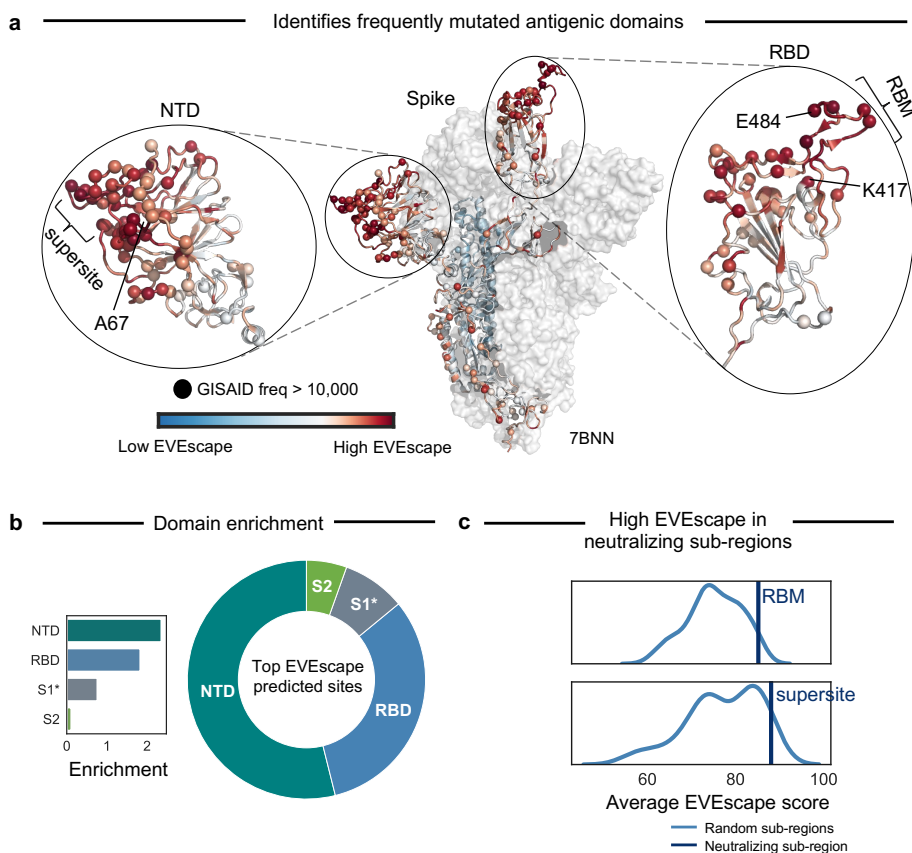 a
Identifies frequently mutated antigenic domains
NTD
Spike
RBD
RBM
E484
K417
supersite
A67
GISAID freq > 10,000
Low EVEscape
High EVEscape
7BNN
b
Domain enrichment
NTD
RBD
S1*
S2
0 1 2
Enrichment
S2
S1*
NTD
RBD
Top EVEscape
predicted sites
c
High EVEscape in
neutralizing sub-regions
RBM
supersite
60 80 100
Average EVEscape score
Random sub-regions
Neutralizing sub-region